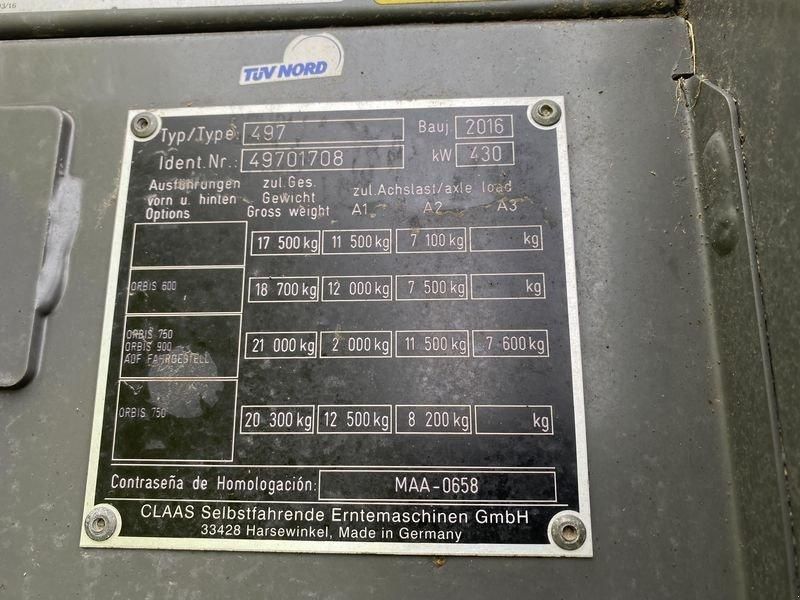 03/16
TÜV NORD
Typ/Type: 497 Bauj. 2016
Ident.Nr.: 49701708 kW 430
Ausführungen zul.Ges. zul.Achslast/axle load
vorn u. hinten Gewicht A1 A2 A3
Options Gross weight
17 500 kg 11 500 kg 7 100 kg kg
ORBIS 600 18 700 kg 12 000 kg 7 500 kg kg
ORBIS 750
ORBIS 900 21 000 kg 2 000 kg 11 500 kg 7 600 kg
AUF FAHRGESTELL
ORBIS 750 20 300 kg 12 500 kg 8 200 kg kg
Contraseña de Homologación: MAA-0658
CLAAS Selbstfahrende Erntemaschinen GmbH
33428 Harsewinkel, Made in Germany